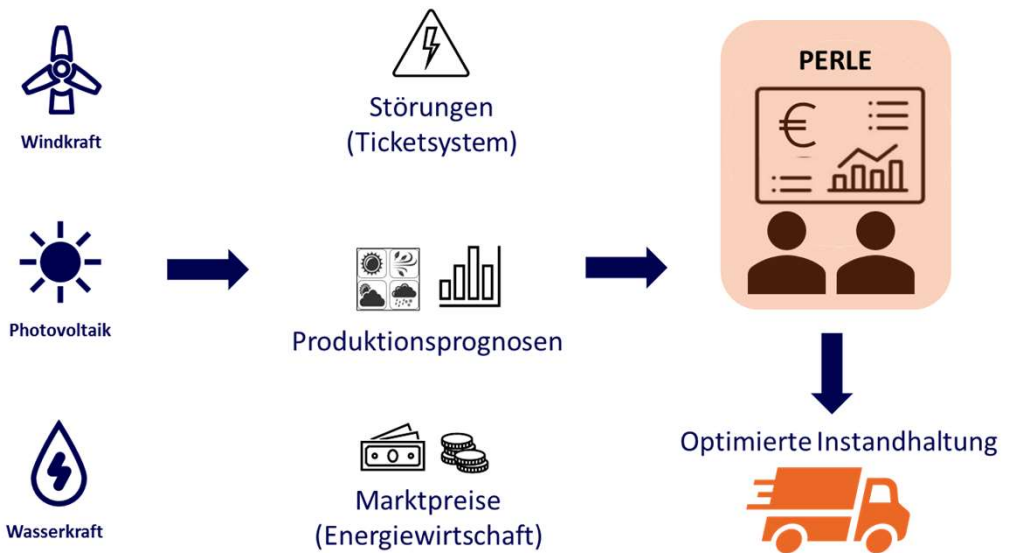 Windkraft
Photovoltaik
Wasserkraft
Störungen
(Ticketsystem)
Produktionsprognosen
Marktpreise
(Energiewirtschaft)
PERLE
€
Optimierte Instandhaltung